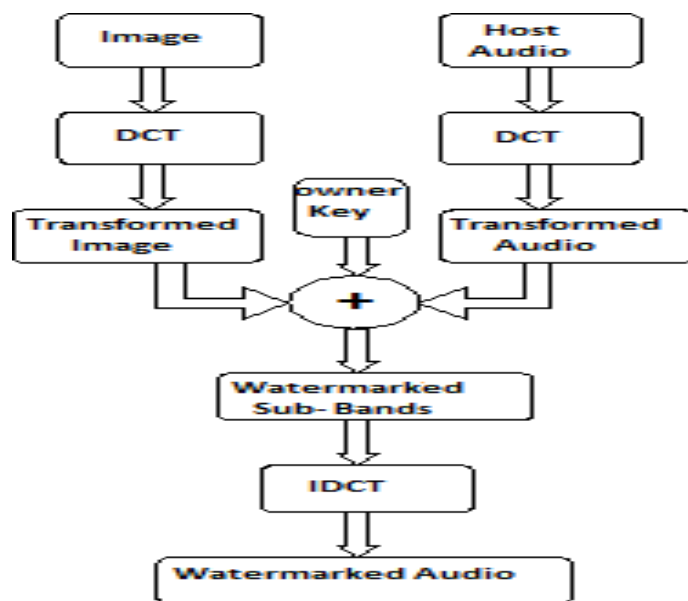 Image
Host
Audio
DCT
DCT
owner
Key
Transformed
Image
Transformed
Audio
+
Watermarked
Sub- Bands
IDCT
Watermarked Audio